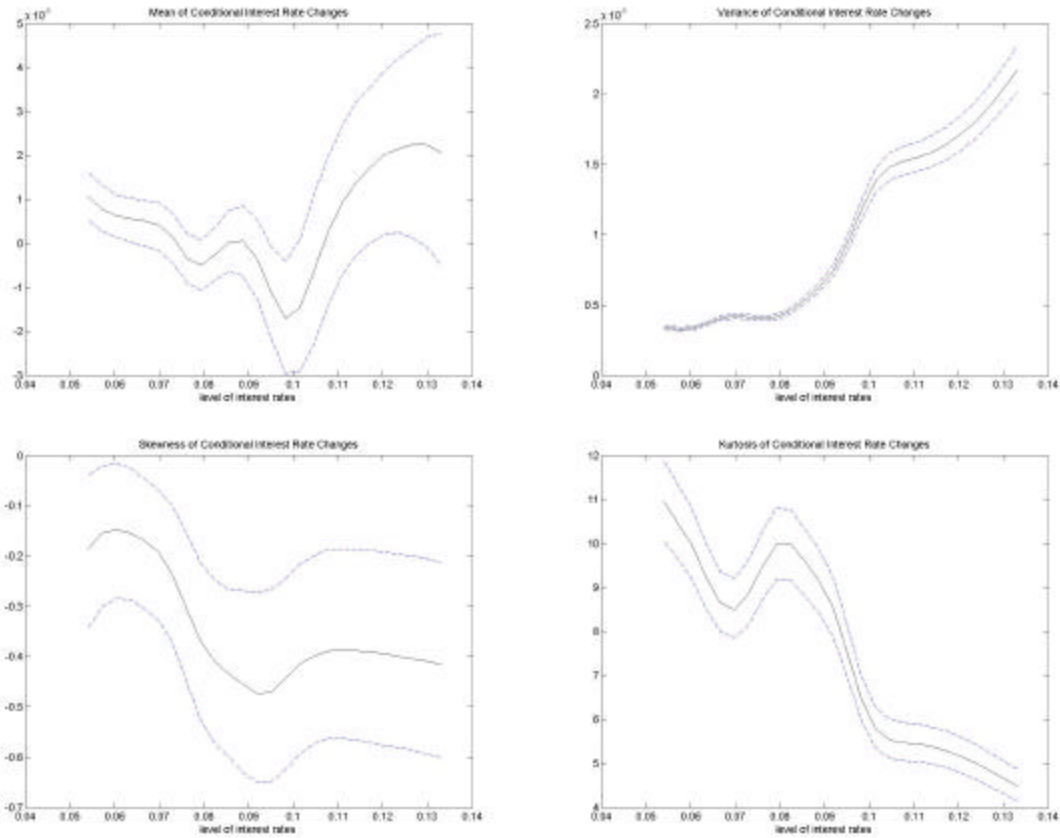 Mean of Conditional Interest Rate Changes
5
4
3
2
1
0
-1
-2
-3
0.04 0.05 0.06 0.07 0.08 0.09 0.1 0.11 0.12 0.13 0.14
level of interest rates
Variance of Conditional Interest Rate Changes
2.5
2
1.5
1
0.5
0
0.04 0.05 0.06 0.07 0.08 0.09 0.1 0.11 0.12 0.13 0.14
level of interest rates
Skewness of Conditional Interest Rate Changes
0
-0.1
-0.2
-0.3
-0.4
-0.5
-0.6
-0.7
0.04 0.05 0.06 0.07 0.08 0.09 0.1 0.11 0.12 0.13 0.14
level of interest rates
Kurtosis of Conditional Interest Rate Changes
12
11
10
9
8
7
6
5
4
0.04 0.05 0.06 0.07 0.08 0.09 0.1 0.11 0.12 0.13 0.14
level of interest rates